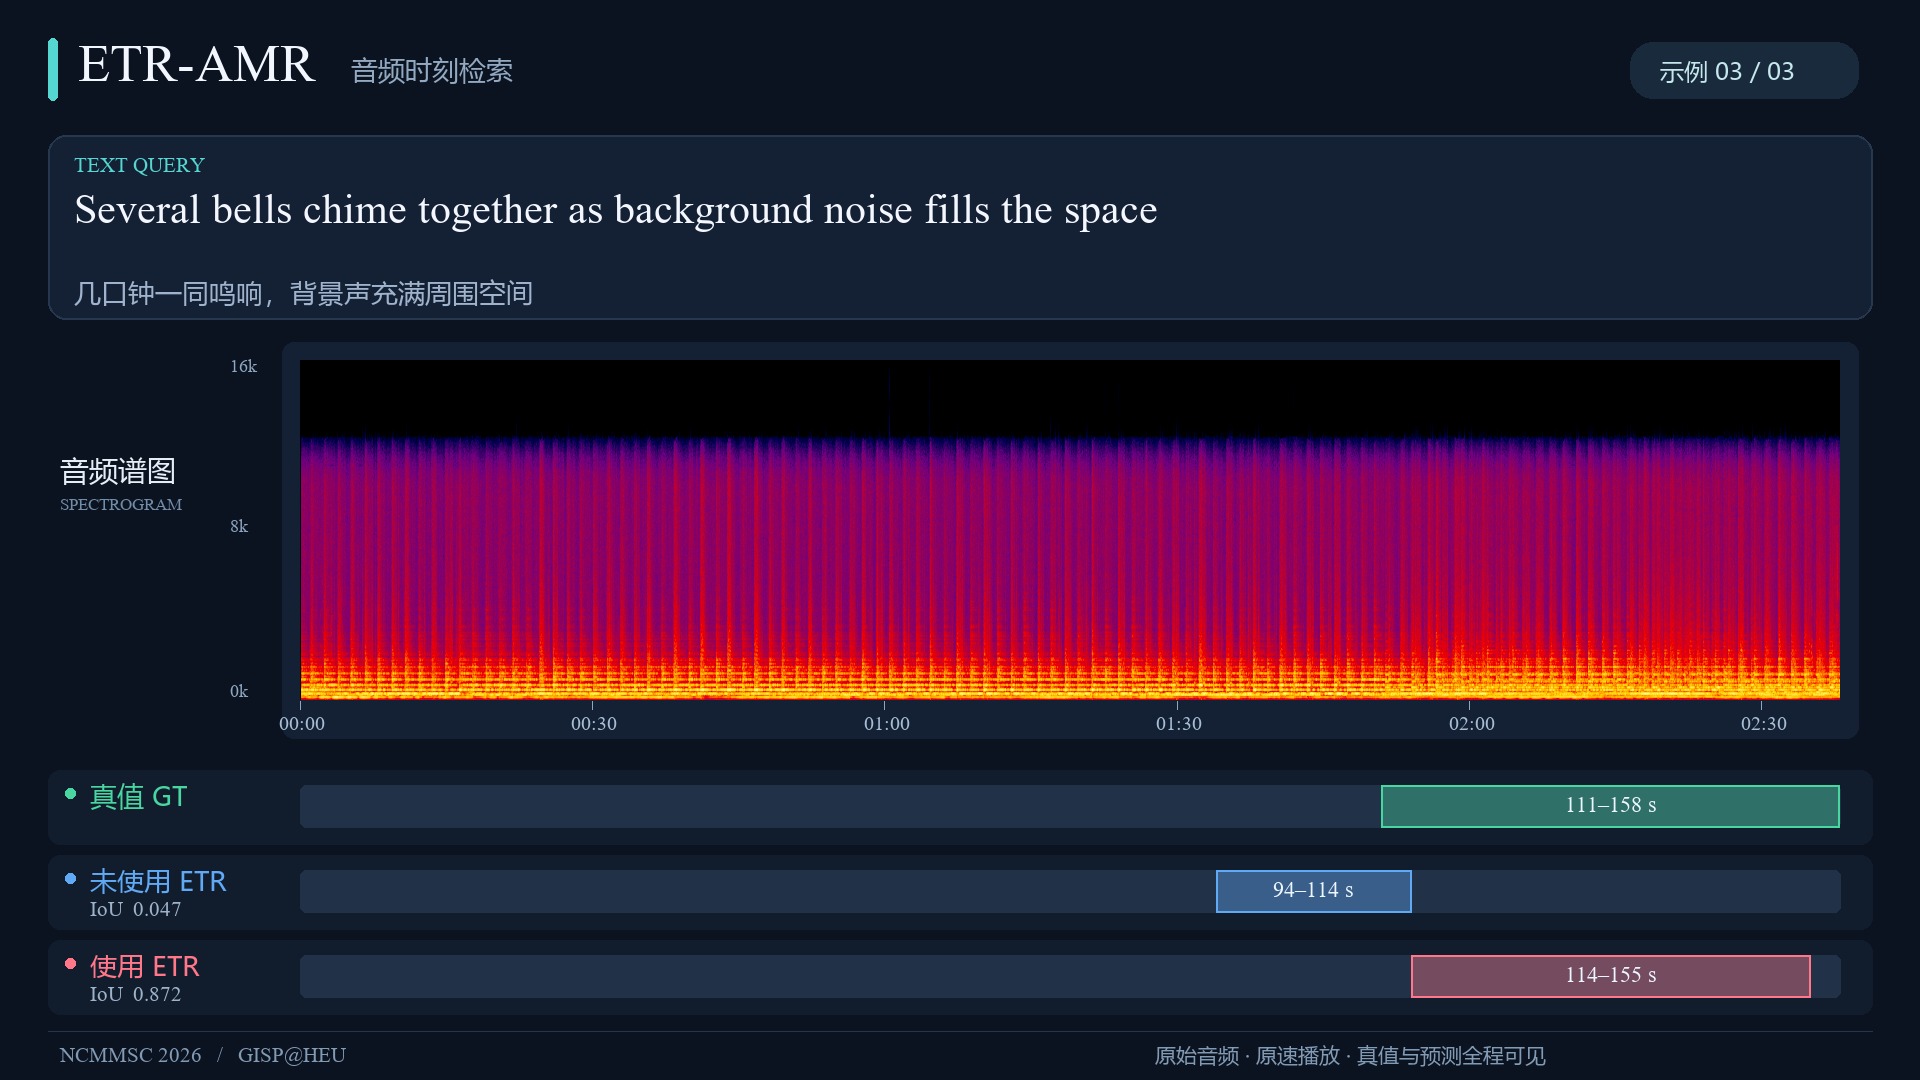 ETR-AMR 音频时刻检索
示例 03 / 03
TEXT QUERY
Several bells chime together as background noise fills the space
几口钟一同鸣响，背景声充满周围空间
16k
音频谱图
SPECTROGRAM
8k
0k
00:00 00:30 01:00 01:30 02:00 02:30
真值 GT
111–158 s
未使用 ETR
IoU 0.047
94–114 s
使用 ETR
IoU 0.872
114–155 s
NCMMSC 2026 / GISP@HEU
原始音频 · 原速播放 · 真值与预测全程可见